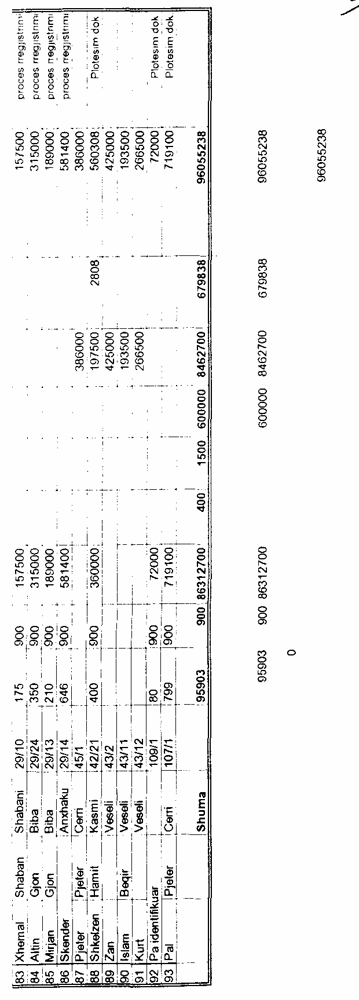 83 Xhemal Shaban Shabani 29/10 175 900 157500 157500 proces rregjistrimi
84 Altin Gjon Biba 29/24 350 900 315000 315000 proces rregjistrimi
85 Mirjan Gjon Biba 29/13 210 900 189000 189000 proces rregjistrimi
86 Skender Anxhaku 29/14 646 900 581400 581400 proces rregjistrimi
87 Pjeter Pjeter Cerri 45/1 386000 386000
88 Shkelzen Hamit Kasmi 42/21 400 900 360000 197500 2808 560308 Plotesim dok
89 Zan Veseli 43/2 425000 425000
90 Islam Beqir Veseli 43/11 193500 193500
91 Kurt Veseli 43/12 266500 266500
92 Pa identifikuar 109/1 80 900 72000 72000 Plotesim dok
93 Pal Pjeter Cerri 107/1 799 900 719100 719100 Plotesim dok
Shuma 95903 900 86312700 400 1500 600000 8462700 679838 96055238
95903 900 86312700 600000 8462700 679838 96055238
0
96055238